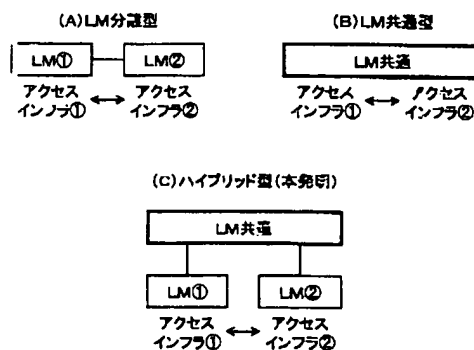 (A)LM分離型
LM①
LM②
アクセス
インフラ①
アクセス
インフラ②
(B)LM共通型
LM共通
アクセス
インフラ①
アクセス
インフラ②
(C)ハイブリッド型(本発明)
LM共通
LM①
LM②
アクセス
インフラ①
アクセス
インフラ②